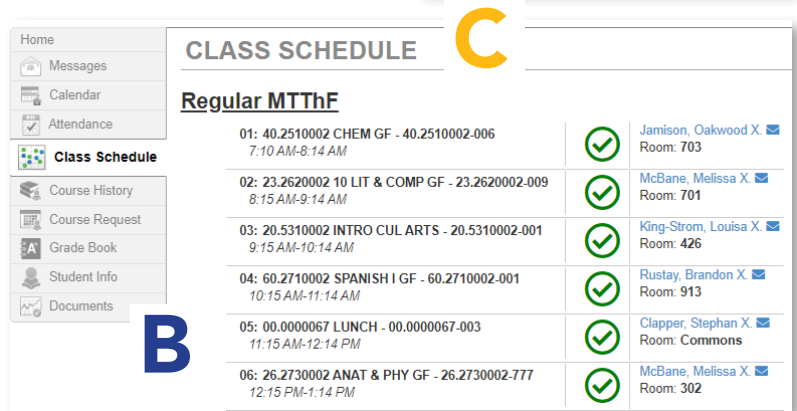 C
Home
Messages
Calendar
Attendance
Class Schedule
Course History
Course Request
Grade Book
Student Info
Documents
B
CLASS SCHEDULE
Regular MTThF
01: 40.2510002 CHEM GF - 40.2510002-006
7:10 AM-8:14 AM
Jamison, Oakwood X.
Room: 703
02: 23.2620002 10 LIT & COMP GF - 23.2620002-009
8:15 AM-9:14 AM
McBane, Melissa X.
Room: 701
03: 20.5310002 INTRO CUL ARTS - 20.5310002-001
9:15 AM-10:14 AM
King-Strom, Louisa X.
Room: 426
04: 60.2710002 SPANISH I GF - 60.2710002-001
10:15 AM-11:14 AM
Rustay, Brandon X.
Room: 913
05: 00.0000067 LUNCH - 00.0000067-003
11:15 AM-12:14 PM
Clapper, Stephan X.
Room: Commons
06: 26.2730002 ANAT & PHY GF - 26.2730002-777
12:15 PM-1:14 PM
McBane, Melissa X.
Room: 302